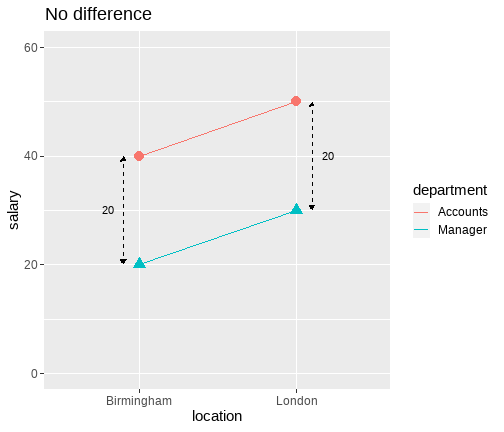 No difference
60
40
20
0
salary
20
20
Birmingham
London
location
department
Accounts
Manager